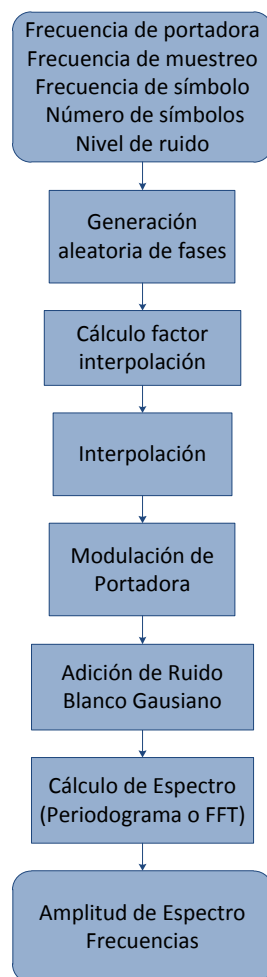 Frecuencia de portadora
Frecuencia de muestreo
Frecuencia de símbolo
Número de símbolos
Nivel de ruido
Generación
aleatoria de fases
Cálculo factor
interpolación
Interpolación
Modulación de
Portadora
Adición de Ruido
Blanco Gausiano
Cálculo de Espectro
(Periodograma o FFT)
Amplitud de Espectro
Frecuencias